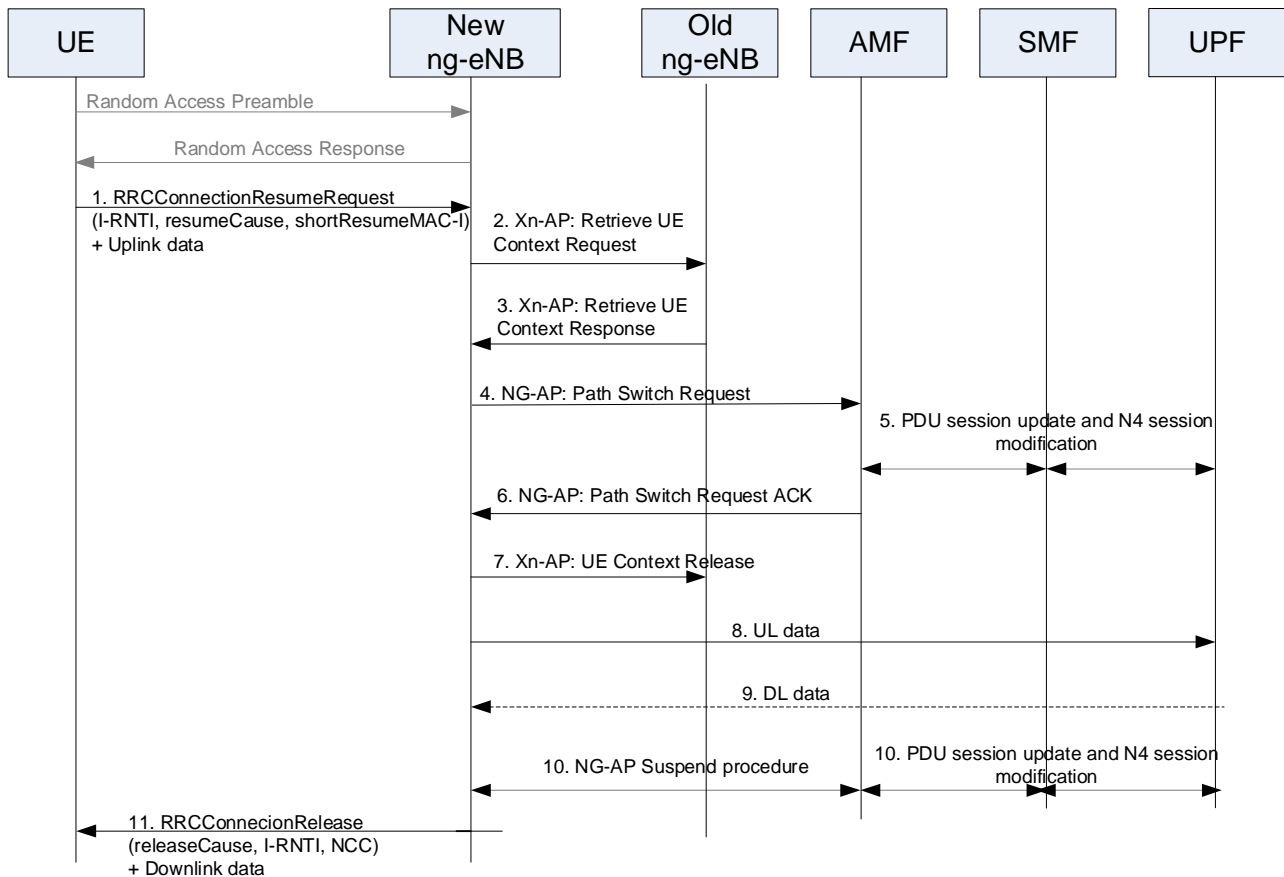 UE
New
ng-eNB
Old
ng-eNB
AMF
SMF
UPF
Random Access Preamble
Random Access Response
1. RRCConnectionResumeRequest
(I-RNTI, resumeCause, shortResumeMAC-I)
+ Uplink data
2. Xn-AP: Retrieve UE
Context Request
3. Xn-AP: Retrieve UE
Context Response
4. NG-AP: Path Switch Request
5. PDU session update and N4 session
modification
6. NG-AP: Path Switch Request ACK
7. Xn-AP: UE Context Release
8. UL data
9. DL data
10. NG-AP Suspend procedure
10. PDU session update and N4 session
modification
11. RRCConnecionRelease
(releaseCause, I-RNTI, NCC)
+ Downlink data